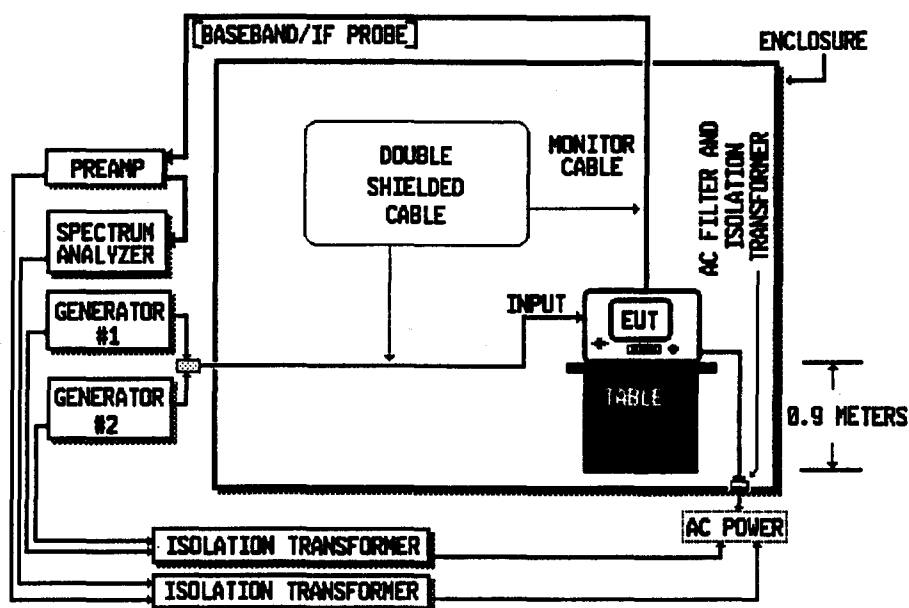 [BASEBAND/IF PROBE]
ENCLOSURE
PREAMP
DOUBLE
SHIELDED
CABLE
MONITOR
CABLE
AC FILTER AND
ISOLATION
TRANSFORMER
SPECTRUM
ANALYZER
GENERATOR
#1
INPUT
EUT
GENERATOR
#2
TABLE
0.9 METERS
AC POWER
ISOLATION TRANSFORMER
ISOLATION TRANSFORMER